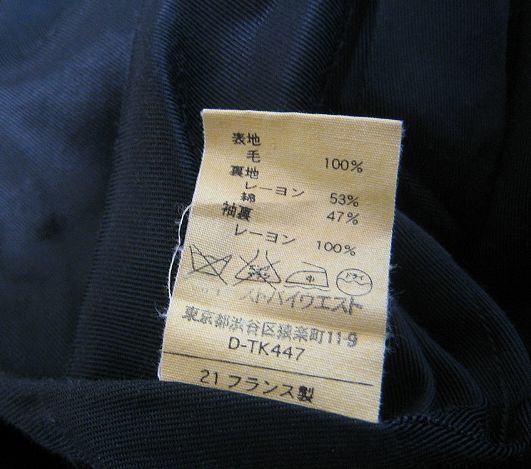 表地
毛 100%
裏地
レーヨン 53%
綿 47%
袖裏
レーヨン 100%
中 ドライ
ストバイウエスト
東京都渋谷区猿楽町11-9
D-TK447
21 フランス製